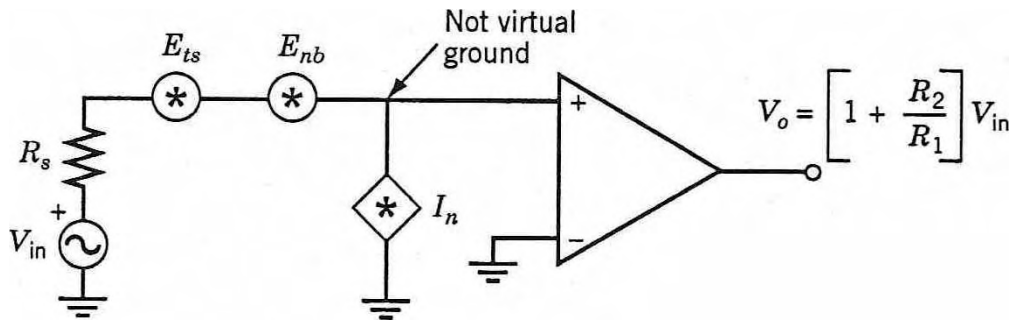 Not virtual
ground
E_ts
E_nb
*
*
+
V_o = [1 + R_2/R_1] V_in
R_s
*
I_n
+
V_in
−